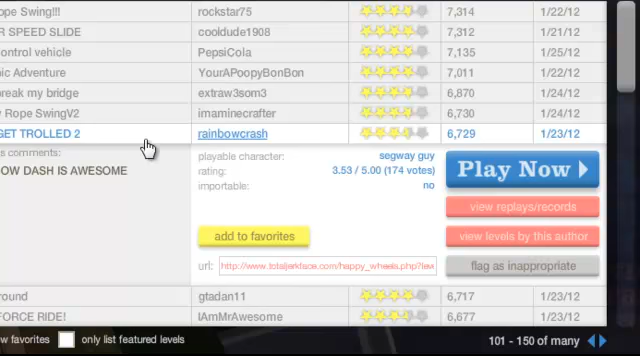 ope Swing!!! rockstar75 7,314 1/22/12
R SPEED SLIDE cooldude1908 7,312 1/21/12
control vehicle PepsiCola 7,135 1/25/12
nic Adventure YourAPoopyBonBon 7,011 1/22/12
reak my bridge extraw3som3 6,870 1/24/12
y Rope SwingV2 imaminecrafter 6,730 1/24/12
GET TROLLED 2 rainbowcrash 6,729 1/23/12
s comments:
OW DASH IS AWESOME
playable character: segway guy
rating: 3.53 / 5.00 (174 votes)
importable: no
Play Now
view replays/records
add to favorites
view levels by this author
url: http://www.totaljerkface.com/happy_wheels.php?lev
flag as inappropriate
round gtadan11 6,717 1/23/12
FORCE RIDE! IAmMrAwesome 6,677 1/23/12
w favorites only list featured levels 101 - 150 of many